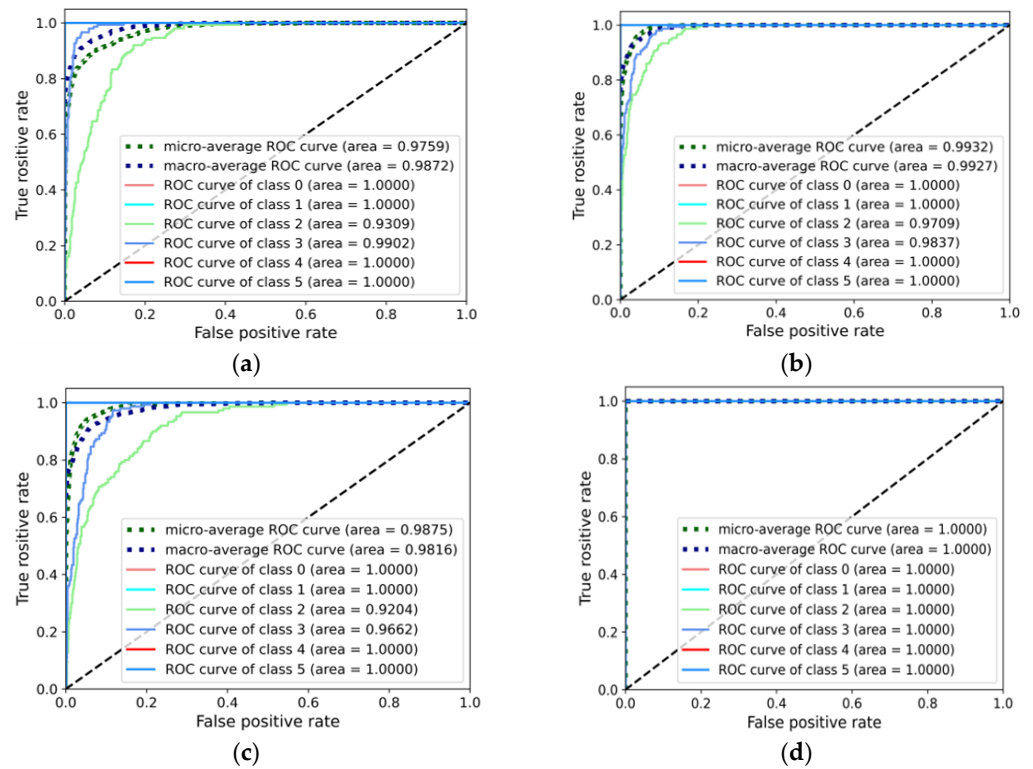 True rositive rate
1.0
0.8
0.6
0.4
0.2
0.0
micro-average ROC curve (area = 0.9759)
macro-average ROC curve (area = 0.9872)
ROC curve of class 0 (area = 1.0000)
ROC curve of class 1 (area = 1.0000)
ROC curve of class 2 (area = 0.9309)
ROC curve of class 3 (area = 0.9902)
ROC curve of class 4 (area = 1.0000)
ROC curve of class 5 (area = 1.0000)
0.0 0.2 0.4 0.6 0.8 1.0
False positive rate
(a)
True rositive rate
1.0
0.8
0.6
0.4
0.2
0.0
micro-average ROC curve (area = 0.9932)
macro-average ROC curve (area = 0.9927)
ROC curve of class 0 (area = 1.0000)
ROC curve of class 1 (area = 1.0000)
ROC curve of class 2 (area = 0.9709)
ROC curve of class 3 (area = 0.9837)
ROC curve of class 4 (area = 1.0000)
ROC curve of class 5 (area = 1.0000)
0.0 0.2 0.4 0.6 0.8 1.0
False positive rate
(b)
True rositive rate
1.0
0.8
0.6
0.4
0.2
0.0
micro-average ROC curve (area = 0.9875)
macro-average ROC curve (area = 0.9816)
ROC curve of class 0 (area = 1.0000)
ROC curve of class 1 (area = 1.0000)
ROC curve of class 2 (area = 0.9204)
ROC curve of class 3 (area = 0.9662)
ROC curve of class 4 (area = 1.0000)
ROC curve of class 5 (area = 1.0000)
0.0 0.2 0.4 0.6 0.8 1.0
False positive rate
(c)
True rositive rate
1.0
0.8
0.6
0.4
0.2
0.0
micro-average ROC curve (area = 1.0000)
macro-average ROC curve (area = 1.0000)
ROC curve of class 0 (area = 1.0000)
ROC curve of class 1 (area = 1.0000)
ROC curve of class 2 (area = 1.0000)
ROC curve of class 3 (area = 1.0000)
ROC curve of class 4 (area = 1.0000)
ROC curve of class 5 (area = 1.0000)
0.0 0.2 0.4 0.6 0.8 1.0
False positive rate
(d)